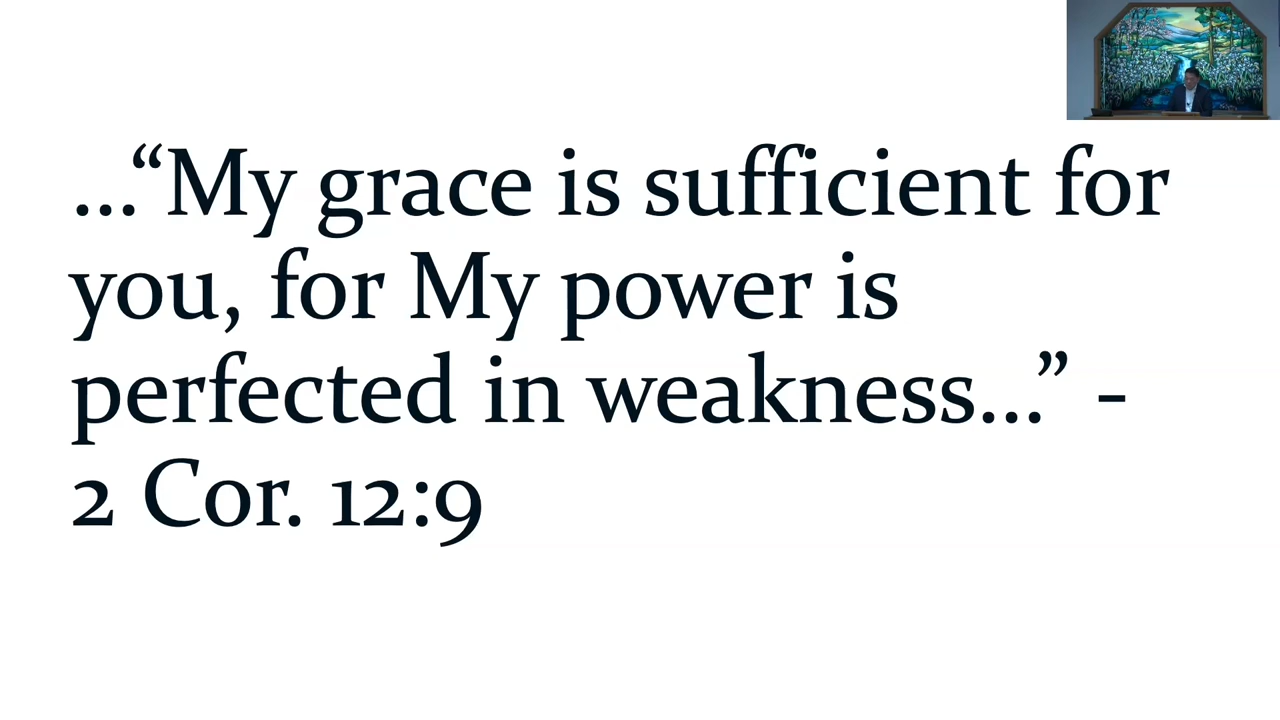 ...“My grace is sufficient for
you, for My power is
perfected in weakness...” -
2 Cor. 12:9